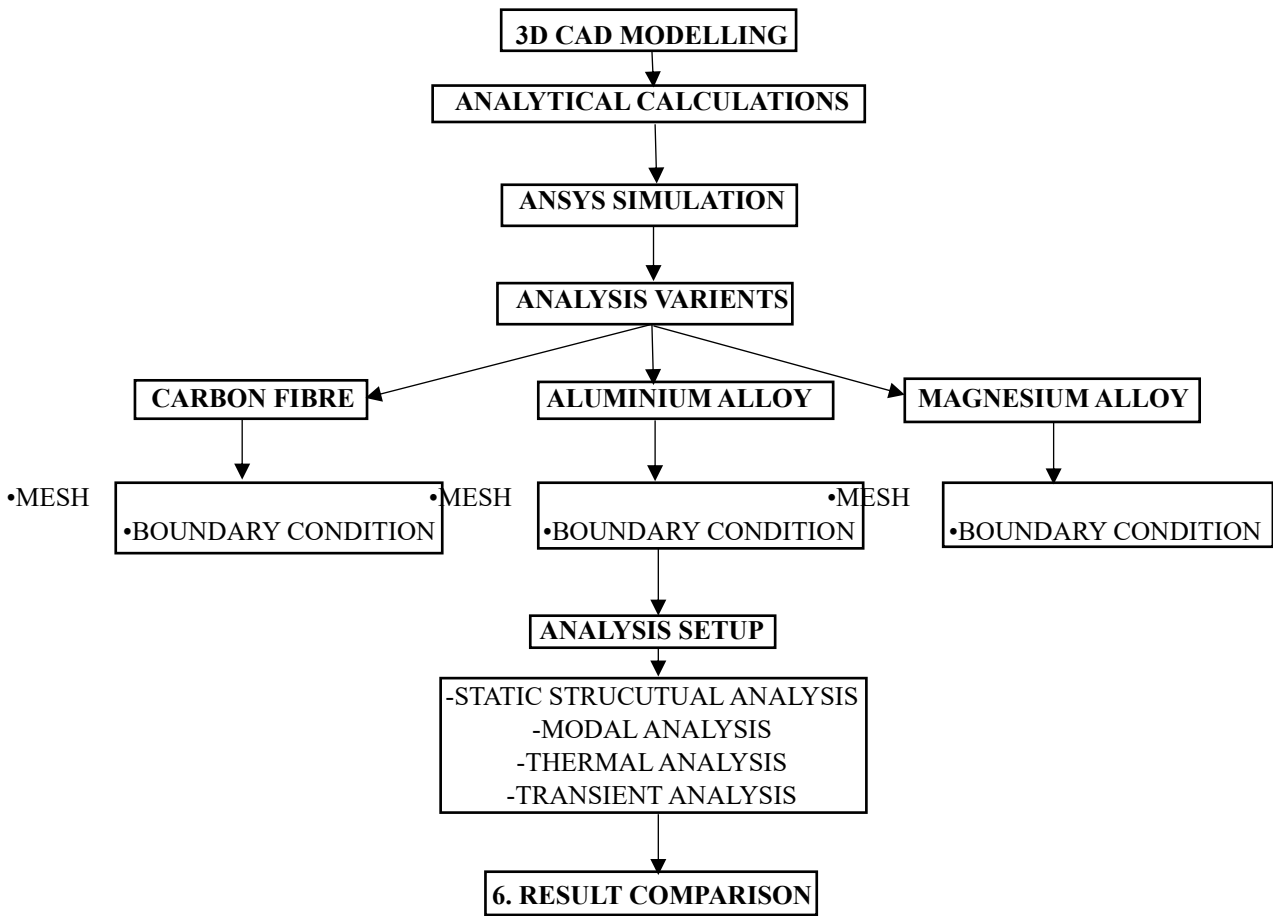 3D CAD MODELLING
ANALYTICAL CALCULATIONS
ANSYS SIMULATION
ANALYSIS VARIENTS
CARBON FIBRE
ALUMINIUM ALLOY
MAGNESIUM ALLOY
•MESH
•BOUNDARY CONDITION
•MESH
•BOUNDARY CONDITION
•MESH
•BOUNDARY CONDITION
ANALYSIS SETUP
-STATIC STRUCUTUAL ANALYSIS
-MODAL ANALYSIS
-THERMAL ANALYSIS
-TRANSIENT ANALYSIS
6. RESULT COMPARISON